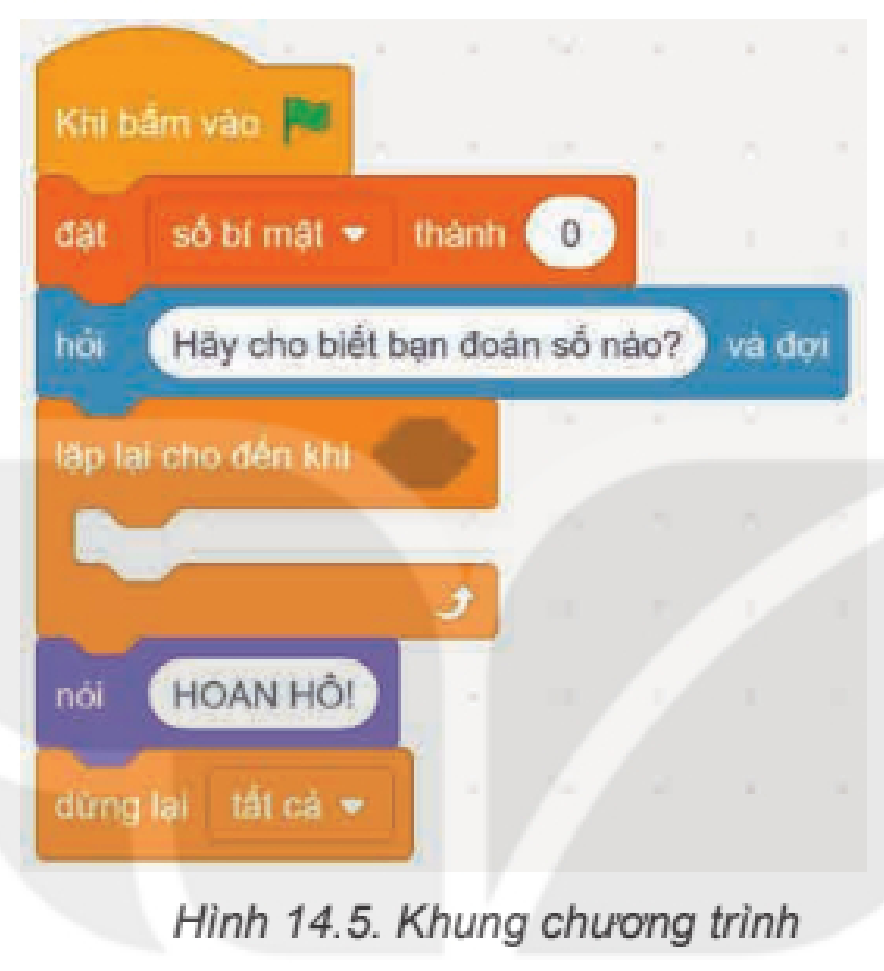 Khi bấm vào
đặt số bí mật thành 0
hỏi Hãy cho biết bạn đoán số nào? và đợi
lặp lại cho đến khi
nói HOAN HÔ!
dừng lại tất cả
Hình 14.5. Khung chương trình